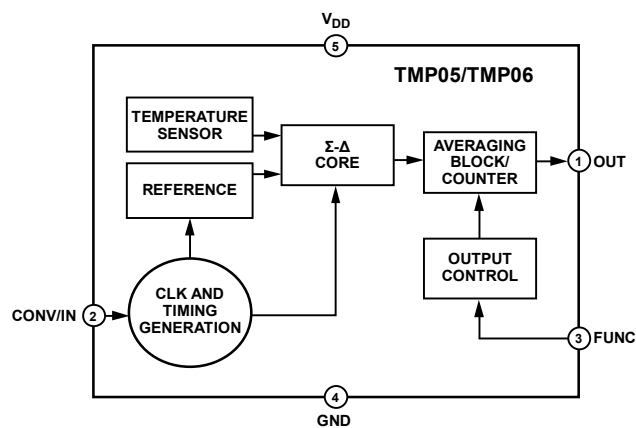 VDD
5
TMP05/TMP06
TEMPERATURE
SENSOR
Σ-Δ
CORE
AVERAGING
BLOCK/
COUNTER
1 OUT
REFERENCE
OUTPUT
CONTROL
CLK AND
TIMING
GENERATION
CONV/IN 2
3 FUNC
4
GND